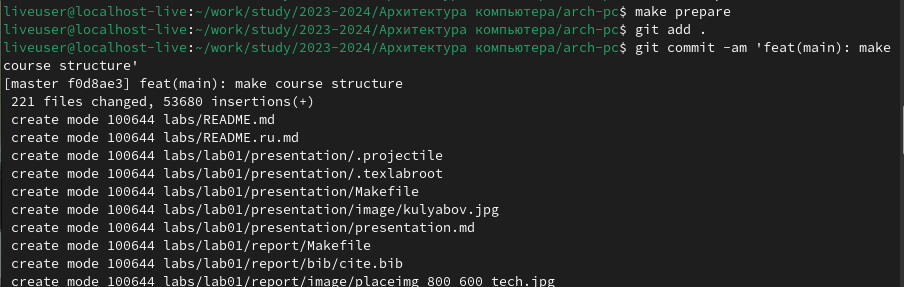 liveuser@localhost-live:~/work/study/2023-2024/Архитектура компьютера/arch-pc$ make prepare
liveuser@localhost-live:~/work/study/2023-2024/Архитектура компьютера/arch-pc$ git add .
liveuser@localhost-live:~/work/study/2023-2024/Архитектура компьютера/arch-pc$ git commit -am 'feat(main): make
course structure'
[master f0d8ae3] feat(main): make course structure
 221 files changed, 53680 insertions(+)
 create mode 100644 labs/README.md
 create mode 100644 labs/README.ru.md
 create mode 100644 labs/lab01/presentation/.projectile
 create mode 100644 labs/lab01/presentation/.texlabroot
 create mode 100644 labs/lab01/presentation/Makefile
 create mode 100644 labs/lab01/presentation/image/kulyabov.jpg
 create mode 100644 labs/lab01/presentation/presentation.md
 create mode 100644 labs/lab01/report/Makefile
 create mode 100644 labs/lab01/report/bib/cite.bib
 create mode 100644 labs/lab01/report/image/placeimg_800_600_tech.jpg